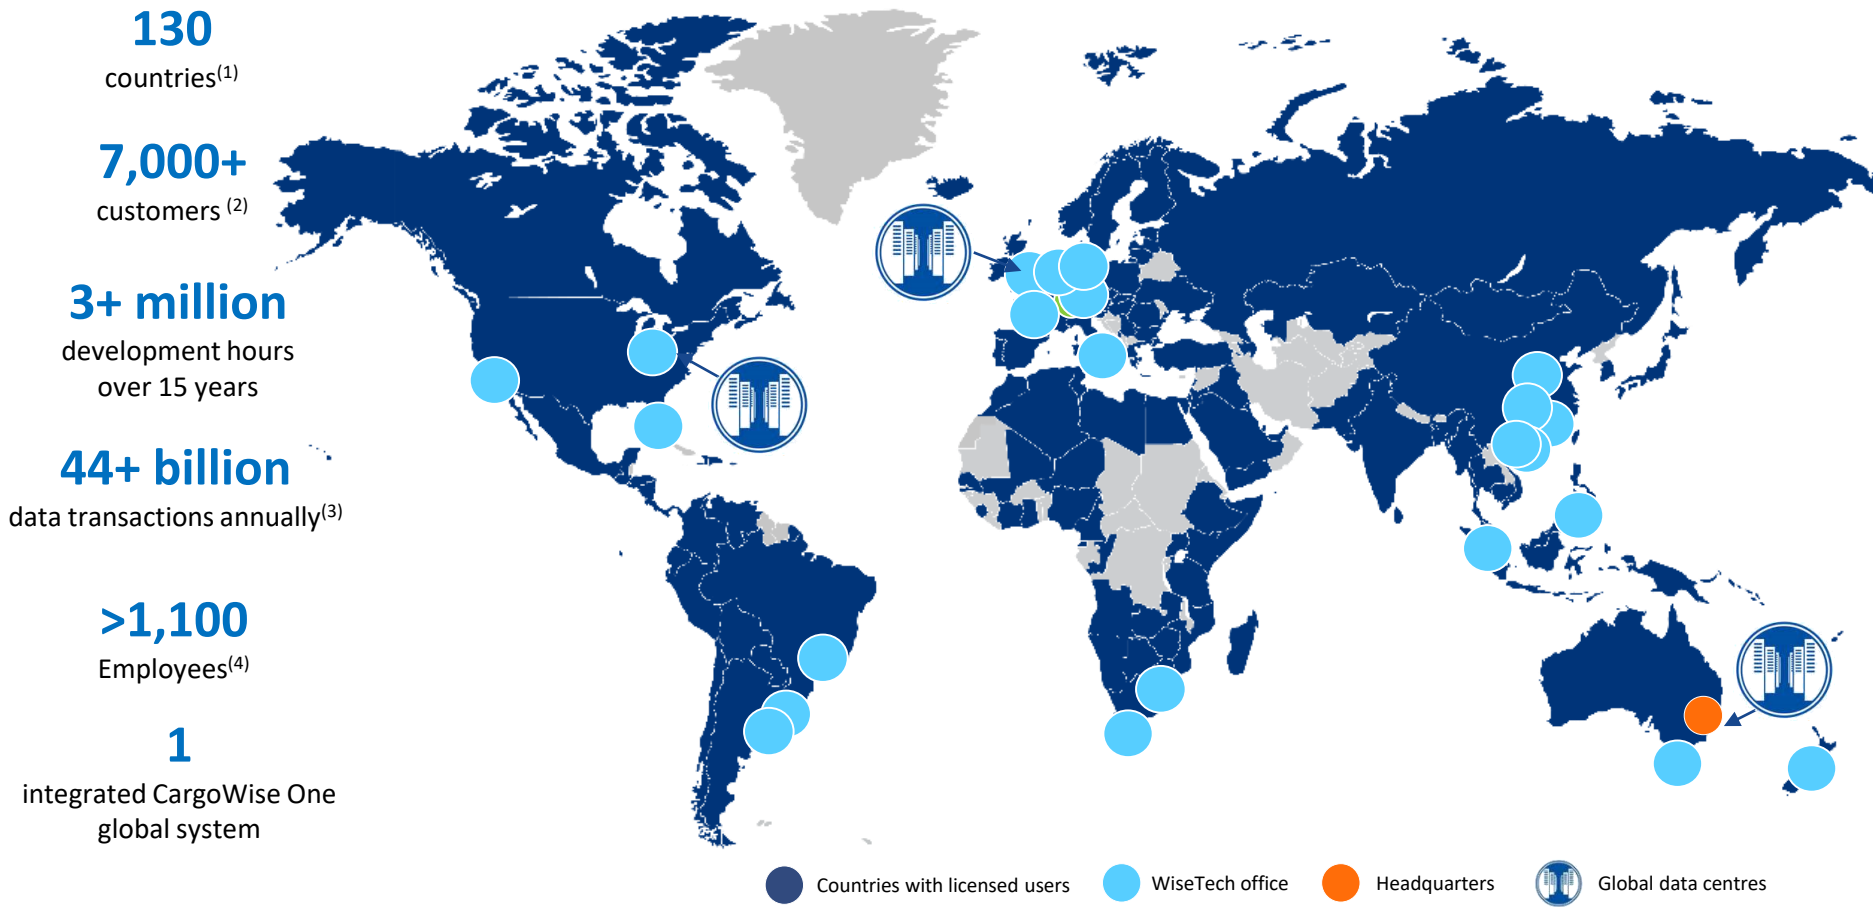 130
countries(1)
7,000+
customers (2)
3+ million
development hours
over 15 years
44+ billion
data transactions annually(3)
>1,100
Employees(4)
1
integrated CargoWise One
global system
Countries with licensed users
WiseTech office
Headquarters
Global data centres